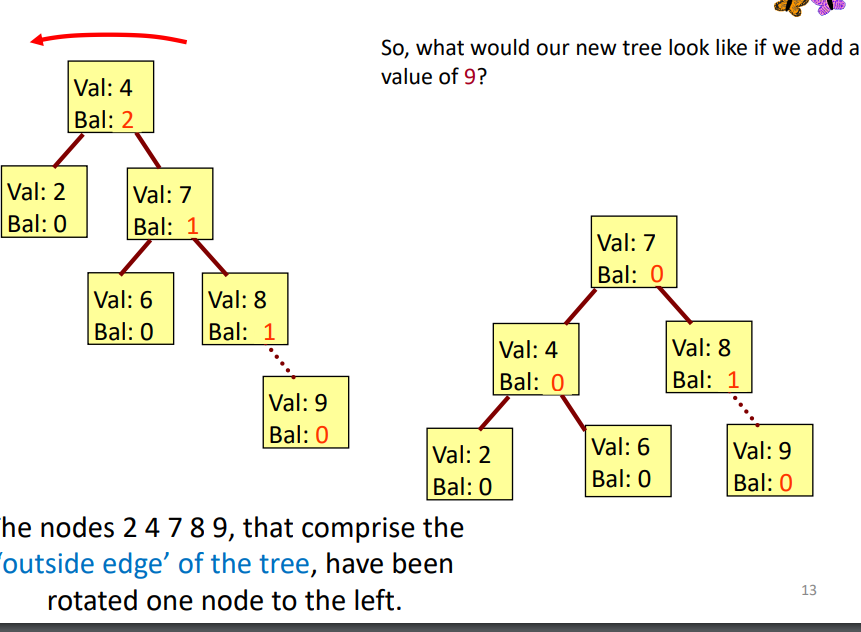 So, what would our new tree look like if we add a
value of 9?
Val: 4
Bal: 2
Val: 2
Bal: 0
Val: 7
Bal: 1
Val: 6
Bal: 0
Val: 8
Bal: 1
Val: 9
Bal: 0
Val: 7
Bal: 0
Val: 4
Bal: 0
Val: 8
Bal: 1
Val: 2
Bal: 0
Val: 6
Bal: 0
Val: 9
Bal: 0
he nodes 2 4 7 8 9, that comprise the
‘outside edge’ of the tree, have been
rotated one node to the left.
13